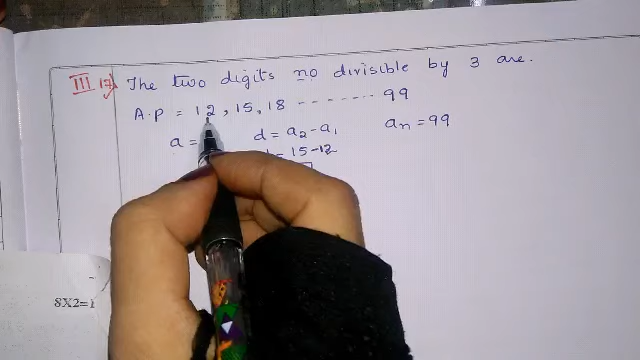 III 17) The two digits no divisible by 3 are.
A.P = 12, 15, 18 ------- 99
a = d = a2 - a1 an = 99
= 15 - 12
8X2=1